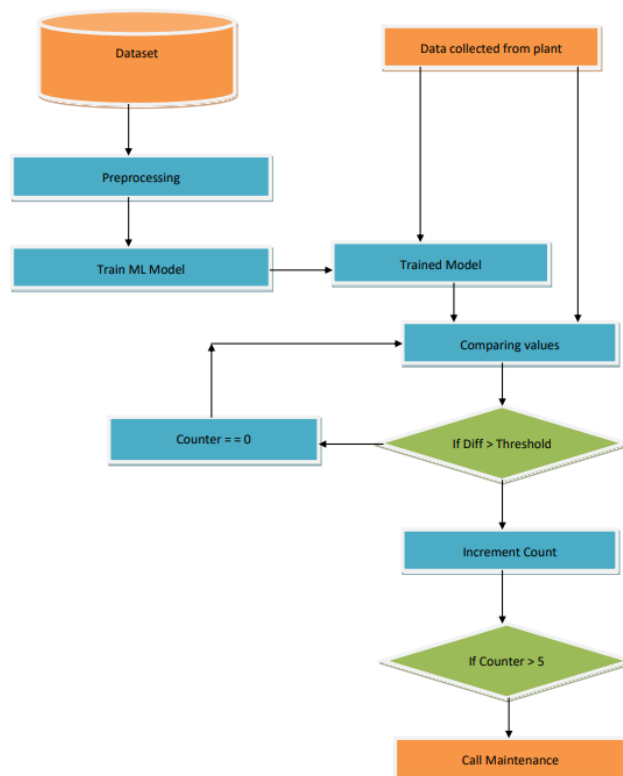 Dataset
Data collected from plant
Preprocessing
Train ML Model
Trained Model
Comparing values
Counter = = 0
If Diff > Threshold
Increment Count
If Counter > 5
Call Maintenance